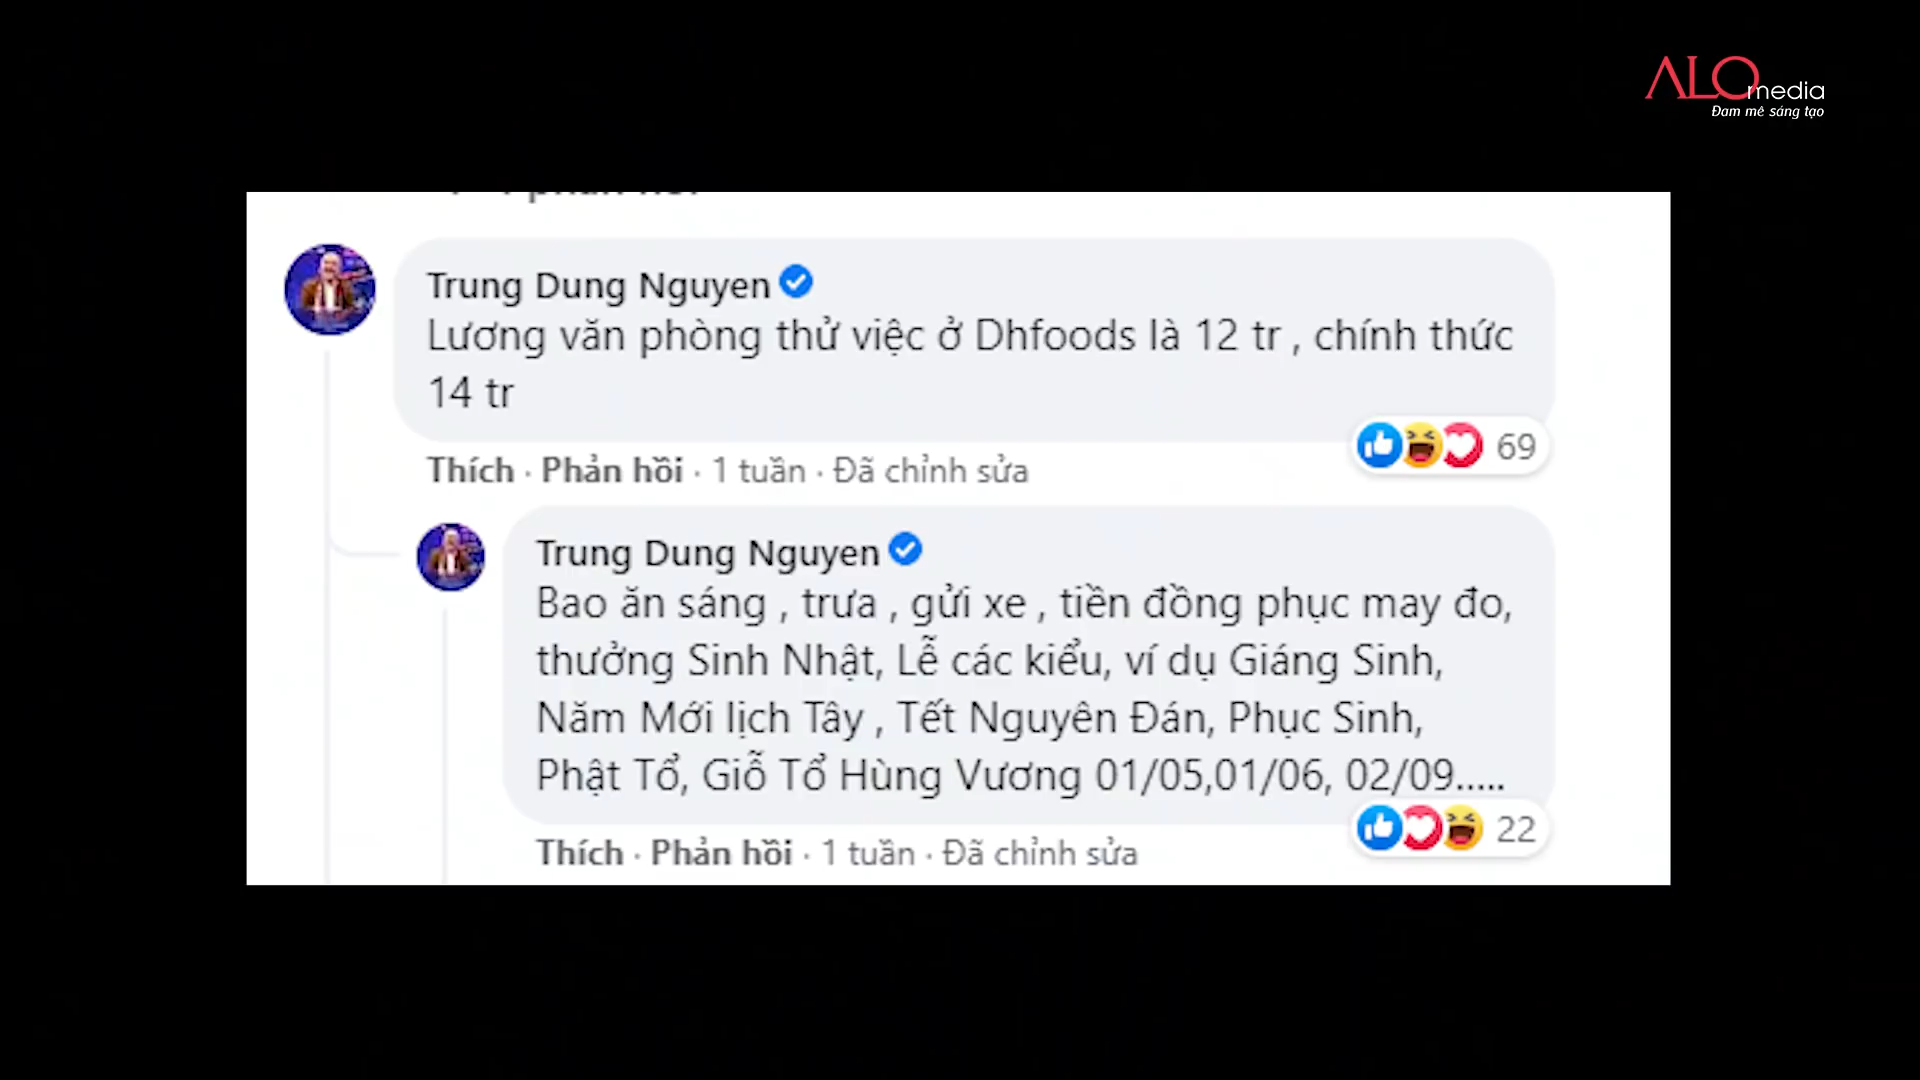 ALOmedia
Đam mê sáng tạo
phản hồi
Trung Dung Nguyen
Lương văn phòng thử việc ở Dhfoods là 12 tr , chính thức
14 tr
69
Thích · Phản hồi · 1 tuần · Đã chỉnh sửa
Trung Dung Nguyen
Bao ăn sáng , trưa , gửi xe , tiền đồng phục may đo,
thưởng Sinh Nhật, Lễ các kiểu, ví dụ Giáng Sinh,
Năm Mới lịch Tây , Tết Nguyên Đán, Phục Sinh,
Phật Tổ, Giỗ Tổ Hùng Vương 01/05,01/06, 02/09.....
22
Thích · Phản hồi · 1 tuần · Đã chỉnh sửa